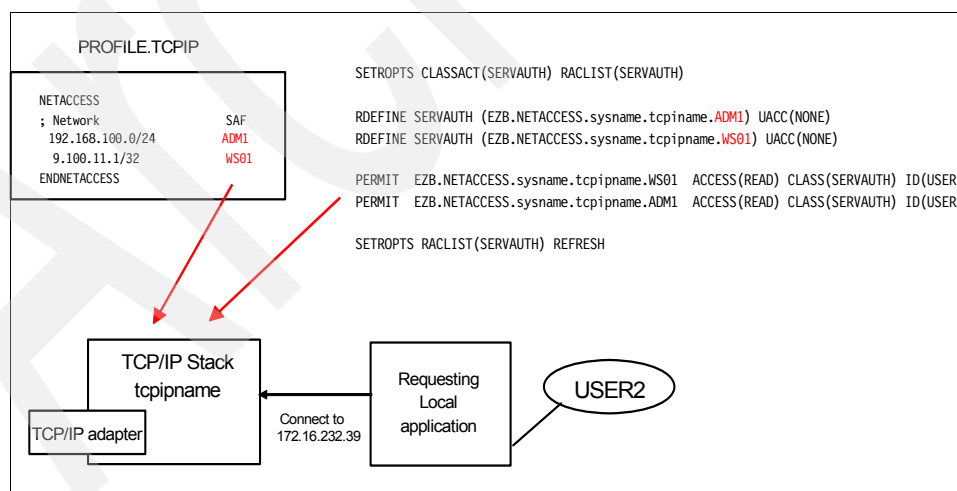 PROFILE.TCPIP
NETACCESS
; Network SAF
192.168.100.0/24 ADM1
9.100.11.1/32 WS01
ENDNETACCESS
SETROPTS CLASSACT(SERVAUTH) RACLIST(SERVAUTH)
RDEFINE SERVAUTH (EZB.NETACCESS.sysname.tcpiname.ADM1) UACC(NONE)
RDEFINE SERVAUTH (EZB.NETACCESS.sysname.tcpipname.WS01) UACC(NONE)
PERMIT EZB.NETACCESS.sysname.tcpipname.WS01 ACCESS(READ) CLASS(SERVAUTH) ID(USER
PERMIT EZB.NETACCESS.sysname.tcpipname.ADM1 ACCESS(READ) CLASS(SERVAUTH) ID(USER
SETROPTS RACLIST(SERVAUTH) REFRESH
TCP/IP Stack
tcpipname
TCP/IP adapter
Connect to
172.16.232.39
Requesting
Local
application
USER2